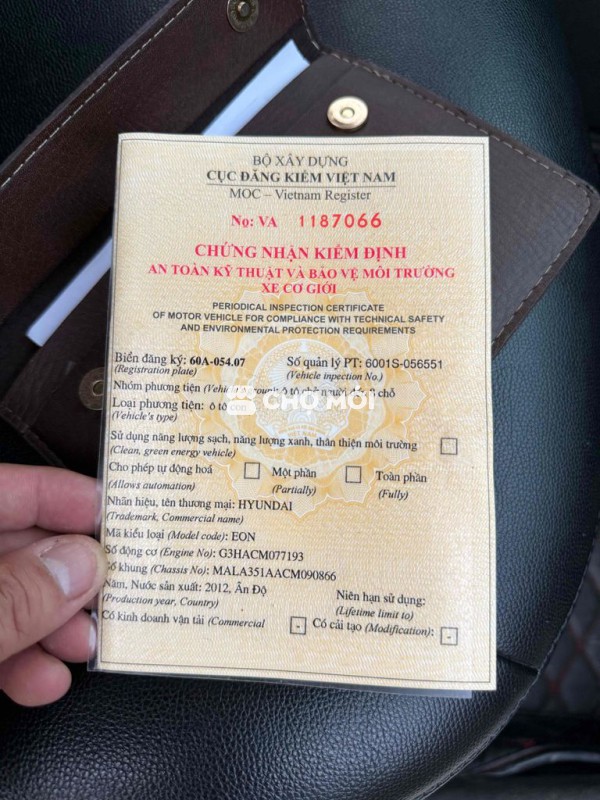 BỘ XÂY DỰNG
CỤC ĐĂNG KIỂM VIỆT NAM
MOC – Vietnam Register
No: VA 1187066
CHỨNG NHẬN KIỂM ĐỊNH
AN TOÀN KỸ THUẬT VÀ BẢO VỆ MÔI TRƯỜNG
XE CƠ GIỚI
PERIODICAL INSPECTION CERTIFICATE
OF MOTOR VEHICLE FOR COMPLIANCE WITH TECHNICAL SAFETY
AND ENVIRONMENTAL PROTECTION REQUIREMENTS
Biển đăng ký: 60A-054.07 Số quản lý PT: 6001S-056551
(Registration plate) (Vehicle inspection No.)
Nhóm phương tiện chỗ
Loại phương tiện: ô tô
CHỢ MỚI
(Vehicle's type)
Sử dụng năng lượng sạch, năng lượng xanh, thân thiện môi trường
(Clean, green energy vehicle)
Cho phép tự động hoá Một phần Toàn phần
(Allows automation) (Partially) (Fully)
Nhãn hiệu, tên thương mại: HYUNDAI
(Trademark, Commercial name)
Mã kiểu loại (Model code): EON
Số động cơ (Engine No): G3HACM077193
Số khung (Chassis No): MALA351AACM090866
Năm, Nước sản xuất: 2012, Ấn Độ Niên hạn sử dụng:
(Production year, Country) (Lifetime limit to)
Có kinh doanh vận tải (Commercial - Có cải tạo (Modification): -